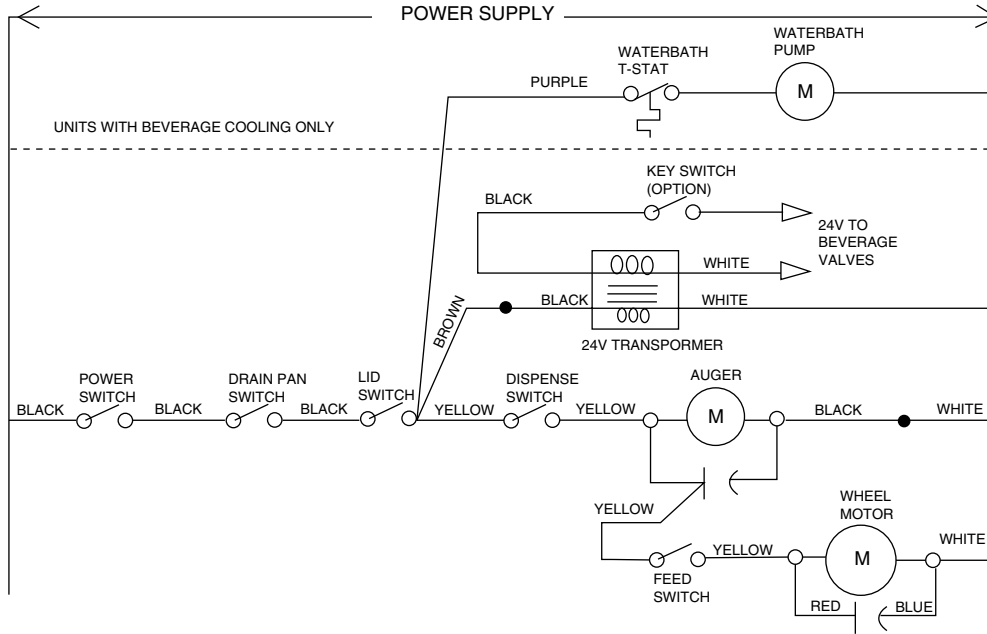 POWER SUPPLY
WATERBATH
PUMP
WATERBATH
T-STAT
PURPLE
M
UNITS WITH BEVERAGE COOLING ONLY
KEY SWITCH
(OPTION)
BLACK
24V TO
BEVERAGE
VALVES
WHITE
BROWN
BLACK
WHITE
24V TRANSPORMER
POWER
SWITCH
DRAIN PAN
SWITCH
LID
SWITCH
DISPENSE
SWITCH
AUGER
BLACK
BLACK
BLACK
YELLOW
YELLOW
M
BLACK
WHITE
YELLOW
WHEEL
MOTOR
YELLOW
M
WHITE
FEED
SWITCH
RED
BLUE